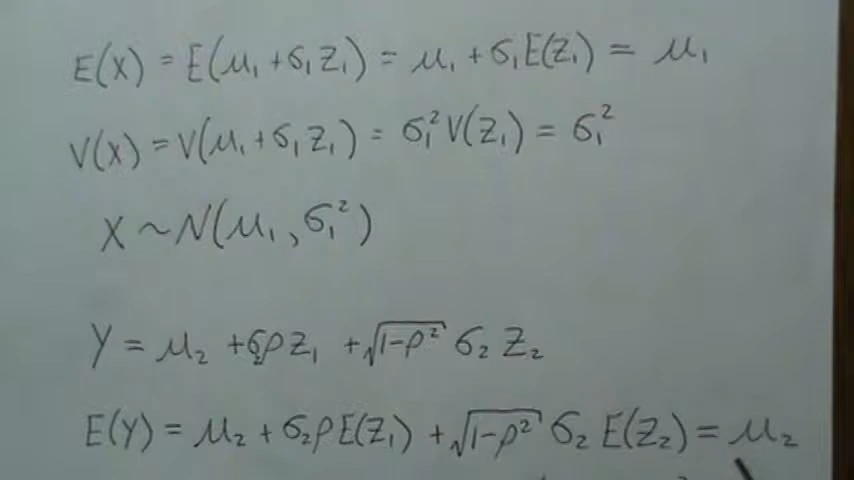 E(X) = E(μ₁ + σ₁Z₁) = μ₁ + σ₁E(Z₁) = μ₁
V(X) = V(μ₁ + σ₁Z₁) = σ₁²V(Z₁) = σ₁²
X ~ N(μ₁, σ₁²)
Y = μ₂ + σ₂ρZ₁ + √(1-ρ²) σ₂ Z₂
E(Y) = μ₂ + σ₂ρE(Z₁) + √(1-ρ²) σ₂ E(Z₂) = μ₂